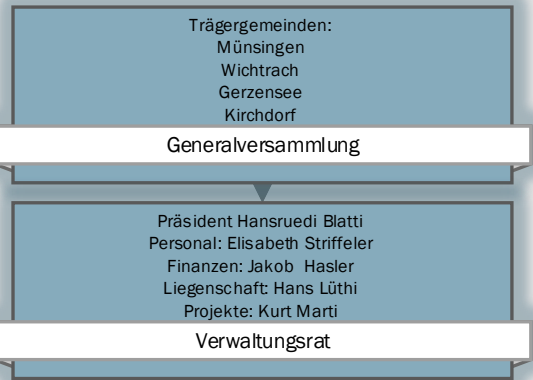 Trägergemeinden:
Münsingen
Wichtrach
Gerzensee
Kirchdorf
Generalversammlung
Präsident Hansruedi Blatti
Personal: Elisabeth Striffeler
Finanzen: Jakob Hasler
Liegenschaft: Hans Lüthi
Projekte: Kurt Marti
Verwaltungsrat